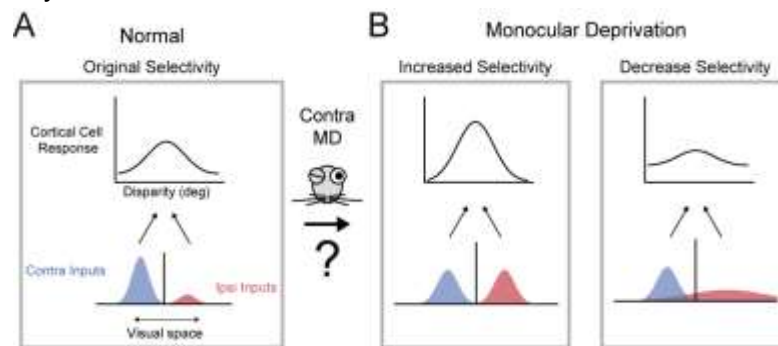 A
Normal
Original Selectivity
Cortical Cell
Response
Disparity (deg)
Contra Inputs
Ipsi Inputs
Visual space
Contra
MD
?
B
Monocular Deprivation
Increased Selectivity
Decrease Selectivity